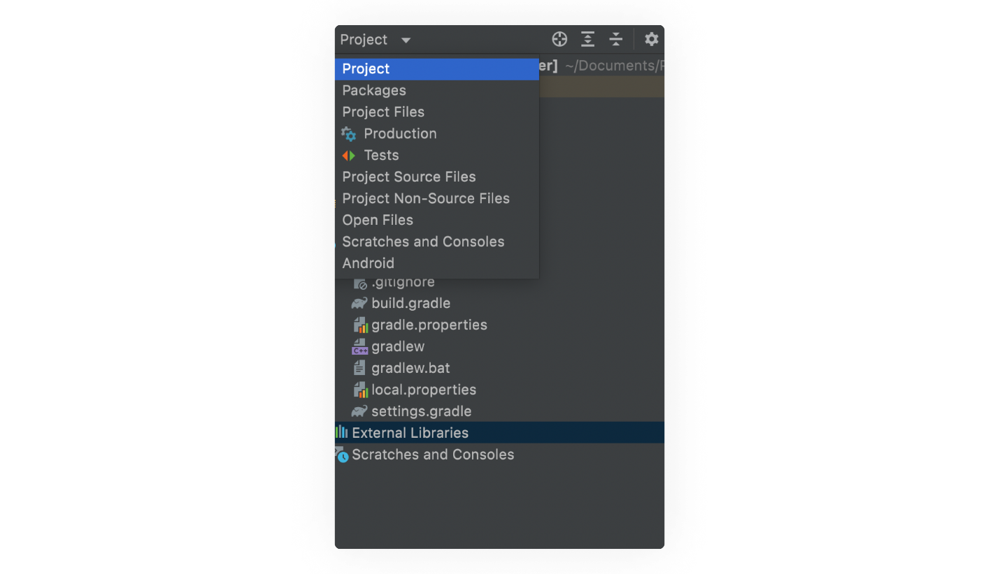 Project
er] ~/Documents/
Project
Packages
Project Files
Production
Tests
Project Source Files
Project Non-Source Files
Open Files
Scratches and Consoles
Android
.gitignore
build.gradle
gradle.properties
C++ gradlew
gradlew.bat
local.properties
settings.gradle
External Libraries
Scratches and Consoles